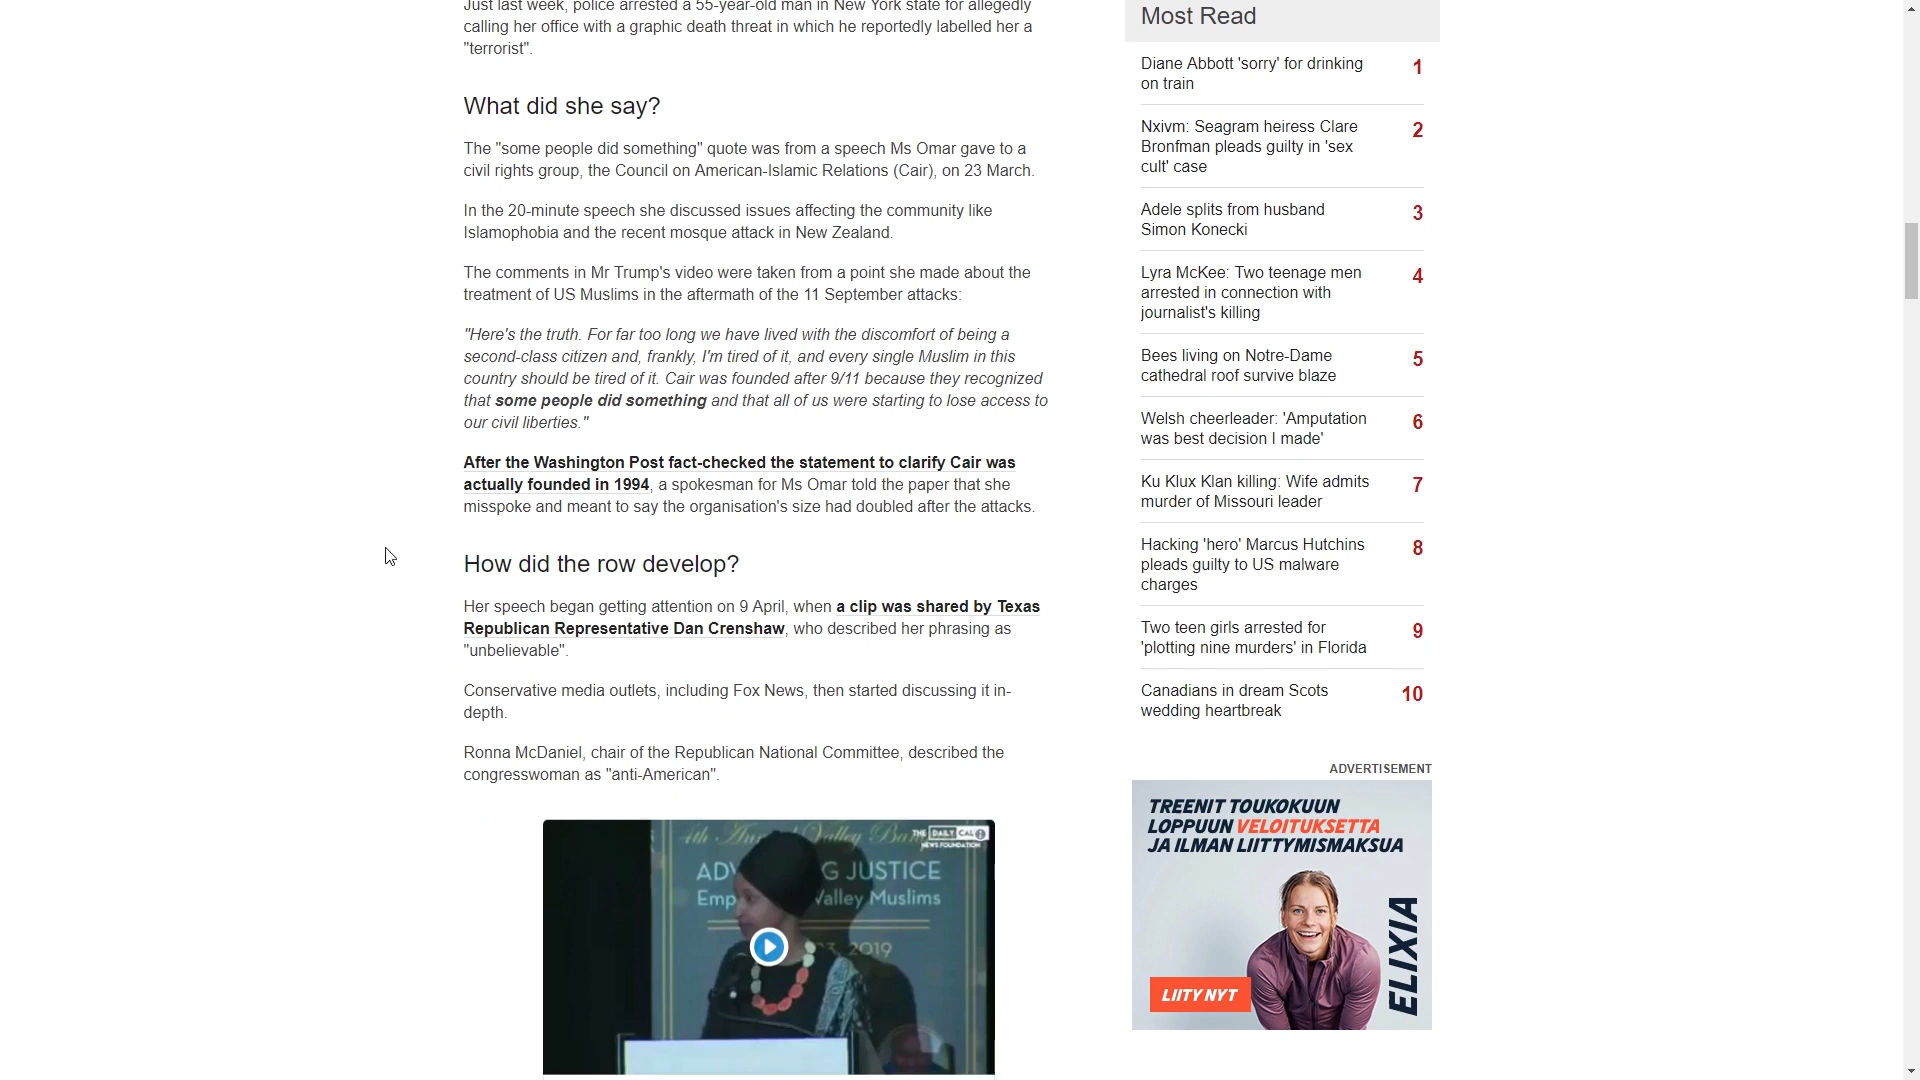 Just last week, police arrested a 55-year-old man in New York state for allegedly
calling her office with a graphic death threat in which he reportedly labelled her a
"terrorist".
What did she say?
The "some people did something" quote was from a speech Ms Omar gave to a
civil rights group, the Council on American-Islamic Relations (Cair), on 23 March.
In the 20-minute speech she discussed issues affecting the community like
Islamophobia and the recent mosque attack in New Zealand.
The comments in Mr Trump's video were taken from a point she made about the
treatment of US Muslims in the aftermath of the 11 September attacks:
"Here's the truth. For far too long we have lived with the discomfort of being a
second-class citizen and, frankly, I'm tired of it, and every single Muslim in this
country should be tired of it. Cair was founded after 9/11 because they recognized
that some people did something and that all of us were starting to lose access to
our civil liberties."
After the Washington Post fact-checked the statement to clarify Cair was
actually founded in 1994, a spokesman for Ms Omar told the paper that she
misspoke and meant to say the organisation's size had doubled after the attacks.
How did the row develop?
Her speech began getting attention on 9 April, when a clip was shared by Texas
Republican Representative Dan Crenshaw, who described her phrasing as
"unbelievable".
Conservative media outlets, including Fox News, then started discussing it in-
depth.
Ronna McDaniel, chair of the Republican National Committee, described the
congresswoman as "anti-American".
4th An Valley Ban
THE DAILY CALLER
NEWS FOUNDATION
AD G JUSTICE
Emp Valley Muslims
23, 2019
Most Read
Diane Abbott 'sorry' for drinking 1
on train
Nxivm: Seagram heiress Clare 2
Bronfman pleads guilty in 'sex
cult' case
Adele splits from husband 3
Simon Konecki
Lyra McKee: Two teenage men 4
arrested in connection with
journalist's killing
Bees living on Notre-Dame 5
cathedral roof survive blaze
Welsh cheerleader: 'Amputation 6
was best decision I made'
Ku Klux Klan killing: Wife admits 7
murder of Missouri leader
Hacking 'hero' Marcus Hutchins 8
pleads guilty to US malware
charges
Two teen girls arrested for 9
'plotting nine murders' in Florida
Canadians in dream Scots 10
wedding heartbreak
ADVERTISEMENT
TREENIT TOUKOKUUN
LOPPUUN VELOITUKSETTA
JA ILMAN LIITTYMISMAKSUA
ELIXIA
LIITY NYT